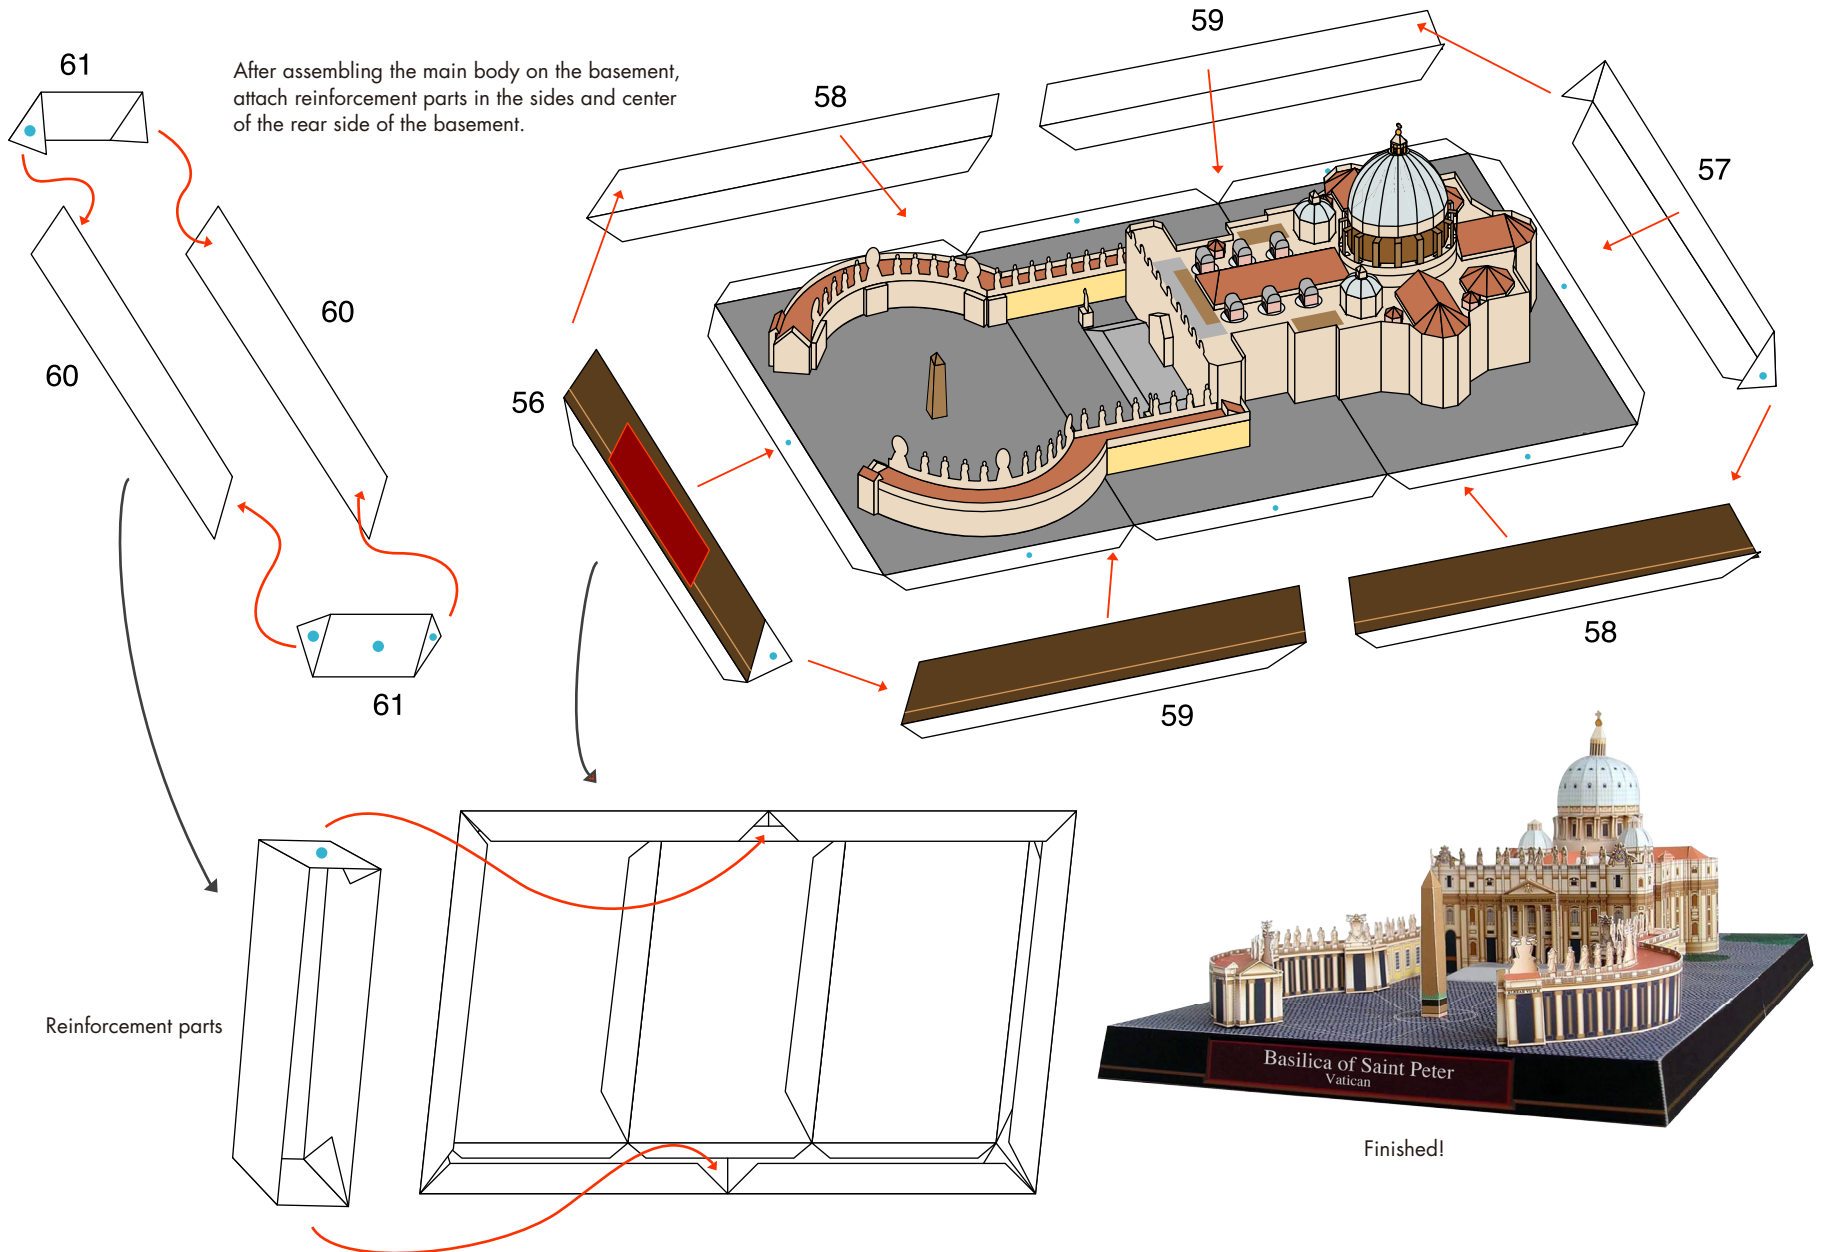 61
After assembling the main body on the basement,
attach reinforcement parts in the sides and center
of the rear side of the basement.
58
59
57
60
60
56
61
59
58
Reinforcement parts
Basilica of Saint Peter
Vatican
Finished!